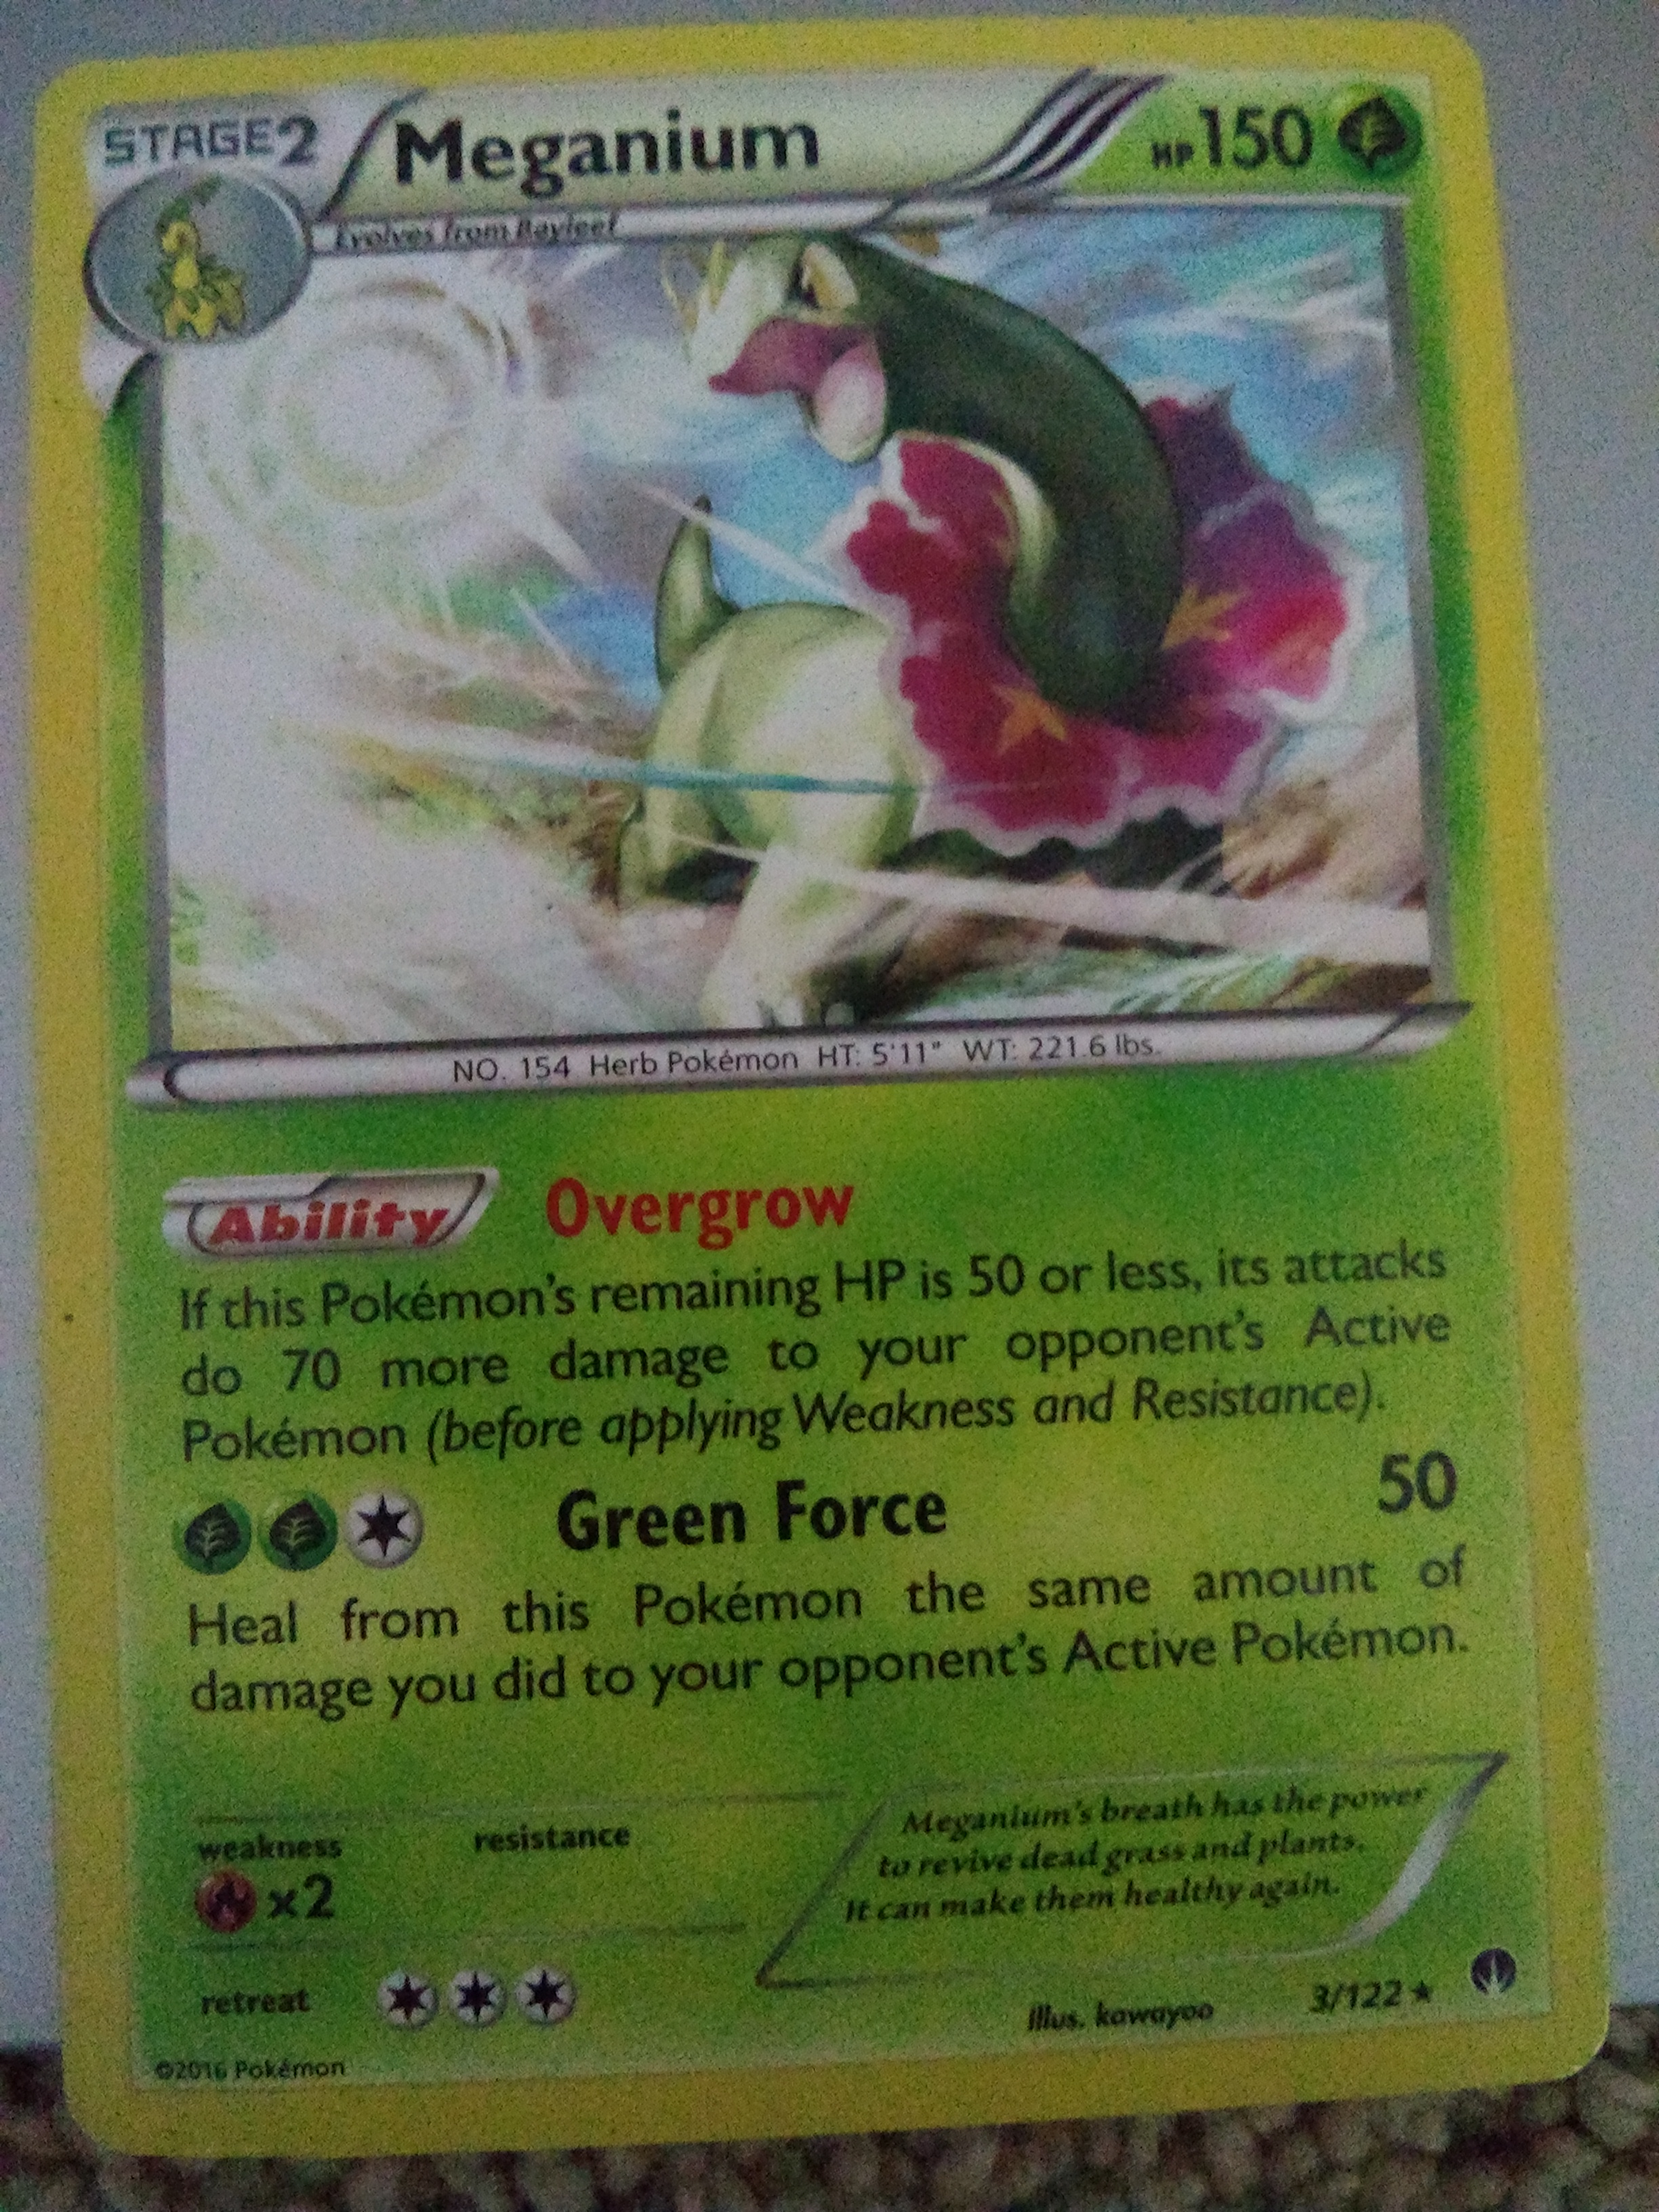 STAGE2 Meganium HP150
Evolves from Bayleef
NO. 154 Herb Pokémon HT: 5'11" WT: 221.6 lbs.
Ability Overgrow
If this Pokémon's remaining HP is 50 or less, its attacks
do 70 more damage to your opponent's Active
Pokémon (before applying Weakness and Resistance).
Green Force 50
Heal from this Pokémon the same amount of
damage you did to your opponent's Active Pokémon.
weakness resistance
x2
Meganium's breath has the power
to revive dead grass and plants.
It can make them healthy again.
retreat
Illus. kawayoo 3/122
©2016 Pokémon